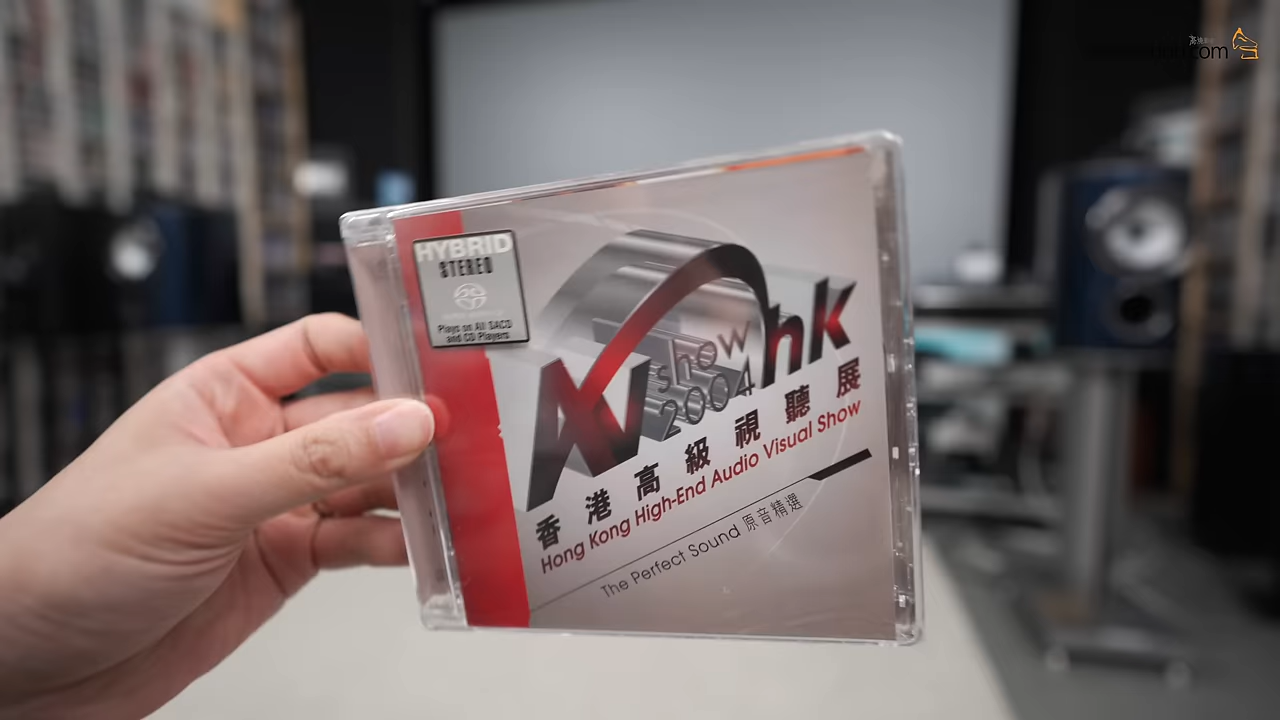 HYBRID
STEREO
Plays on All SACD
and CD Players
AV
Show
2004
hk
香港高級視聽展
Hong Kong High-End Audio Visual Show
The Perfect Sound 原音精選
.com